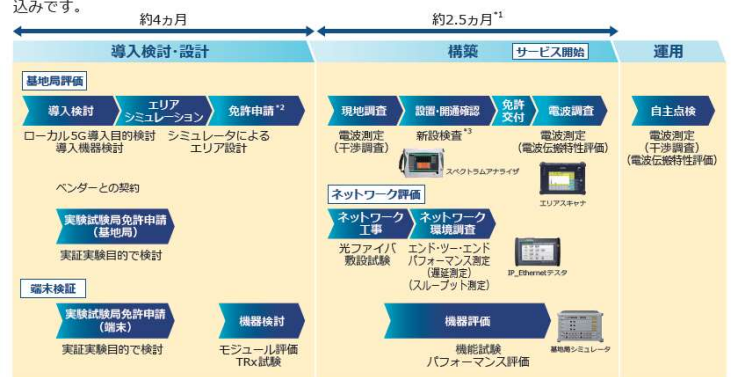 込みです。
約4ヵ月
約2.5ヵ月*1
導入検討・設計
構築
サービス開始
運用
基地局評価
導入検討
エリア
シミュレーション
免許申請*2
現地調査
設置・開通確認
免許
交付
電波調査
自主点検
ローカル5G導入目的検討
導入機器検討
シミュレータによる
エリア設計
電波測定
(干渉調査)
新設検査*3
電波測定
(電波伝搬特性評価)
電波測定
(干渉調査)
(電波伝搬特性評価)
スペクトラムアナライザ
エリアスキャナ
ベンダーとの契約
実験試験局免許申請
(基地局)
実証実験目的で検討
ネットワーク評価
ネットワーク
工事
ネットワーク
環境調査
光ファイバ
敷設試験
エンド・ツー・エンド
パフォーマンス測定
(遅延測定)
(スループット測定)
IP_Ethernetテスタ
端末検証
実験試験局免許申請
(端末)
実証実験目的で検討
機器検討
モジュール評価
TRx試験
機器評価
機能試験
パフォーマンス評価
基地局シミュレータ